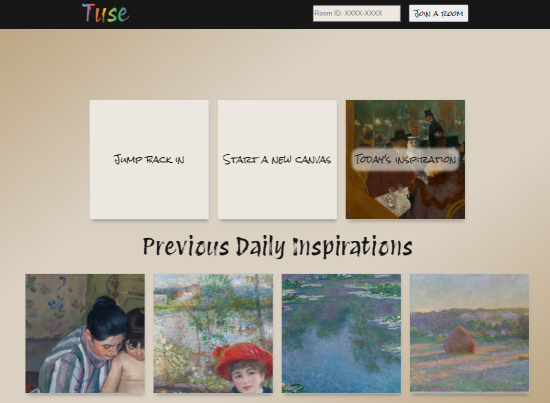 Tuse
Room ID: XXXX-XXXX
Join a room
Jump back in
Start a new canvas
Today's inspiration
Previous Daily Inspirations